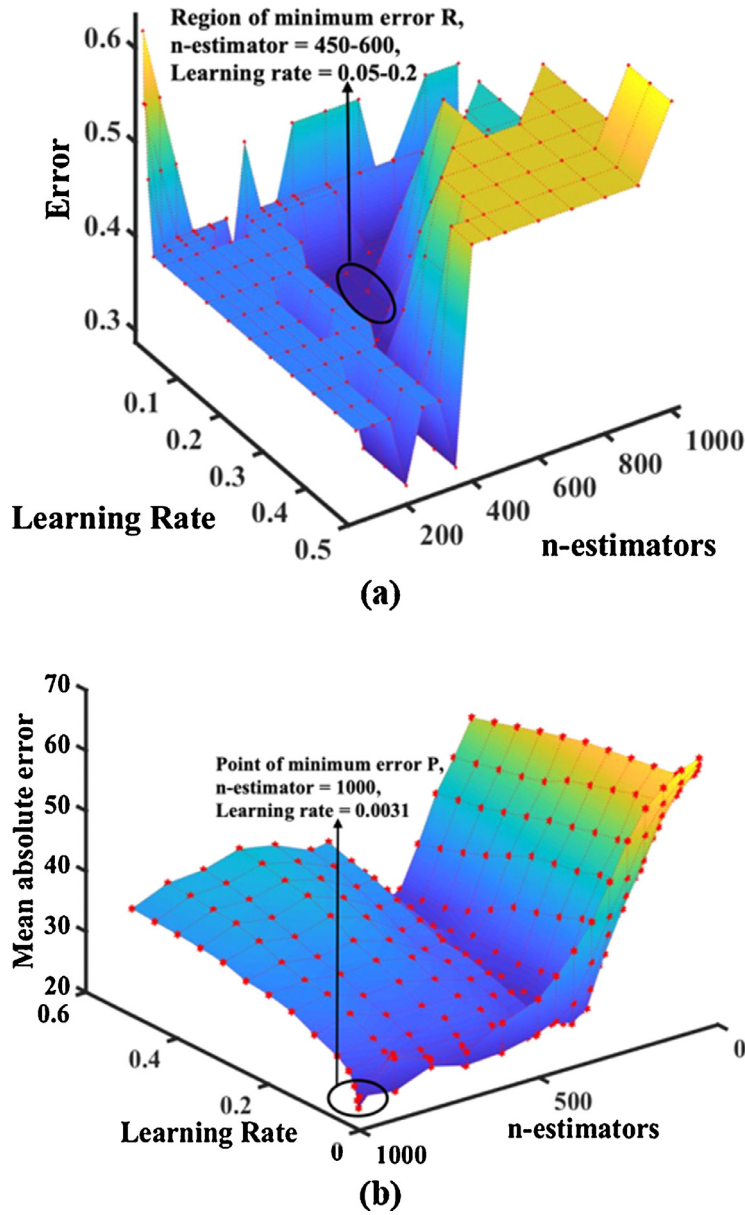 Region of minimum error R,
n-estimator = 450-600,
Learning rate = 0.05-0.2
0.6
0.5
0.4
0.3
Error
0.1
0.2
0.3
0.4
0.5
Learning Rate
200
400
600
800
1000
n-estimators
(a)
70
60
50
40
30
20
Mean absolute error
Point of minimum error P,
n-estimator = 1000,
Learning rate = 0.0031
0.6
0.4
0.2
0
Learning Rate
1000
500
0
n-estimators
(b)